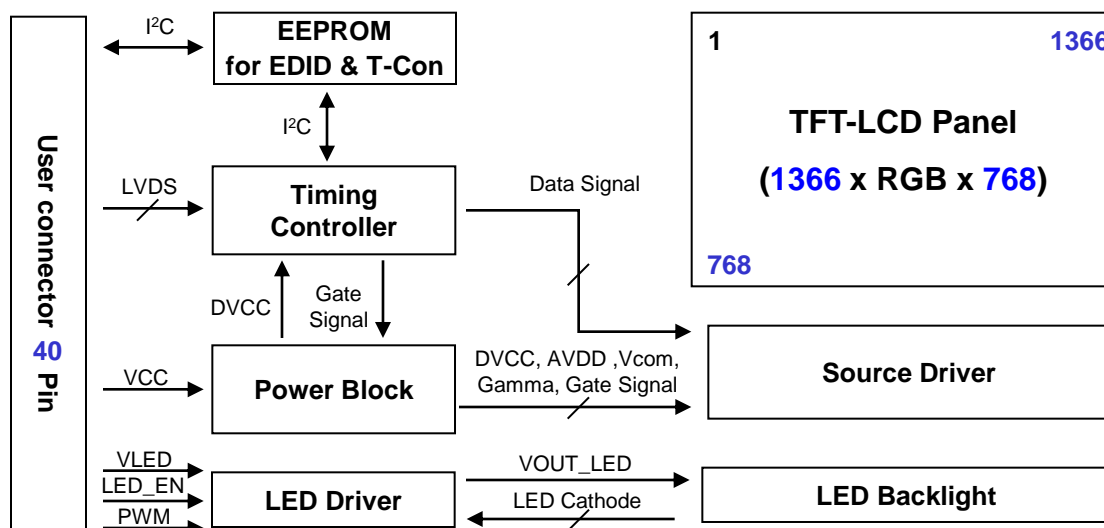 I²C
EEPROM
for EDID & T-Con
1
1366
I²C
TFT-LCD Panel
(1366 x RGB x 768)
User connector 40 Pin
LVDS
Timing
Controller
Data Signal
768
DVCC
Gate
Signal
VCC
Power Block
DVCC, AVDD ,Vcom,
Gamma, Gate Signal
Source Driver
VLED
LED_EN
PWM
LED Driver
VOUT_LED
LED Cathode
LED Backlight